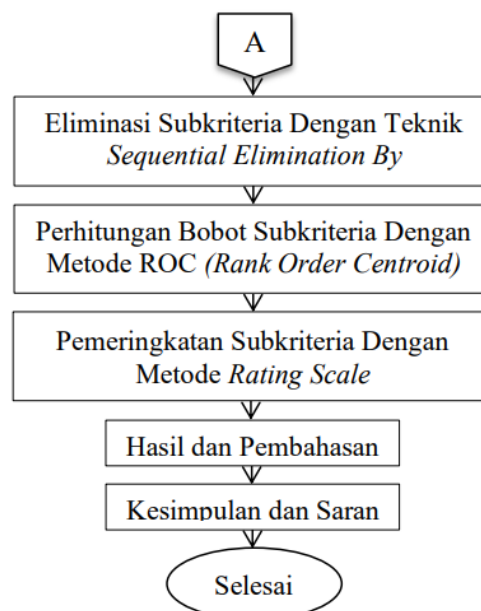 A
Eliminasi Subkriteria Dengan Teknik
Sequential Elimination By
Perhitungan Bobot Subkriteria Dengan
Metode ROC (Rank Order Centroid)
Pemeringkatan Subkriteria Dengan
Metode Rating Scale
Hasil dan Pembahasan
Kesimpulan dan Saran
Selesai